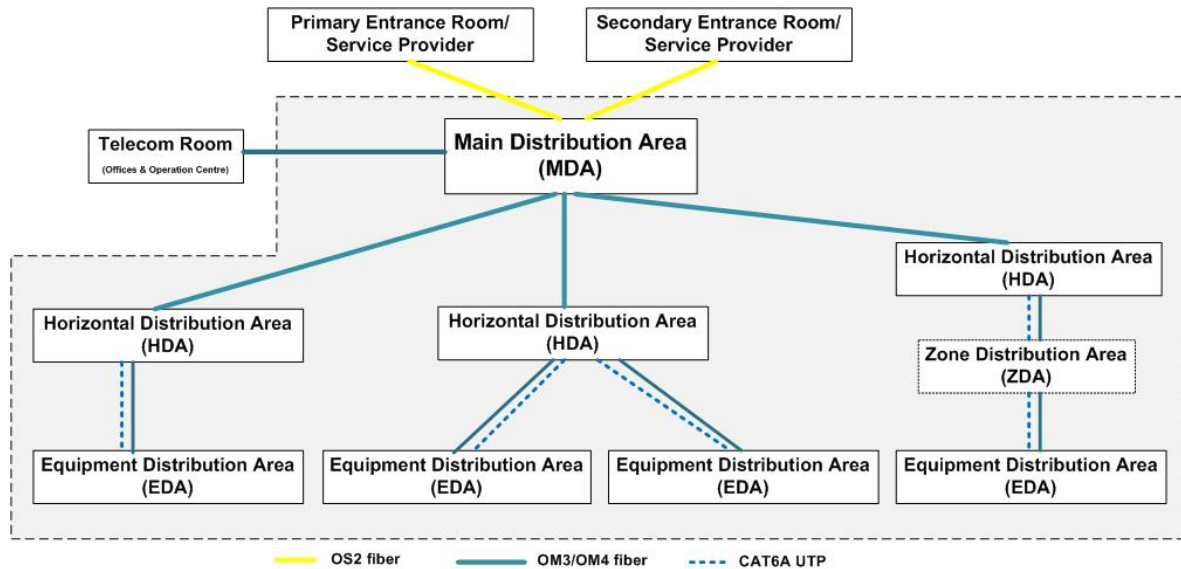 Primary Entrance Room/
Service Provider
Secondary Entrance Room/
Service Provider
Telecom Room
(Offices & Operation Centre)
Main Distribution Area
(MDA)
Horizontal Distribution Area
(HDA)
Horizontal Distribution Area
(HDA)
Horizontal Distribution Area
(HDA)
Zone Distribution Area
(ZDA)
Equipment Distribution Area
(EDA)
Equipment Distribution Area
(EDA)
Equipment Distribution Area
(EDA)
Equipment Distribution Area
(EDA)
OS2 fiber
OM3/OM4 fiber
CAT6A UTP